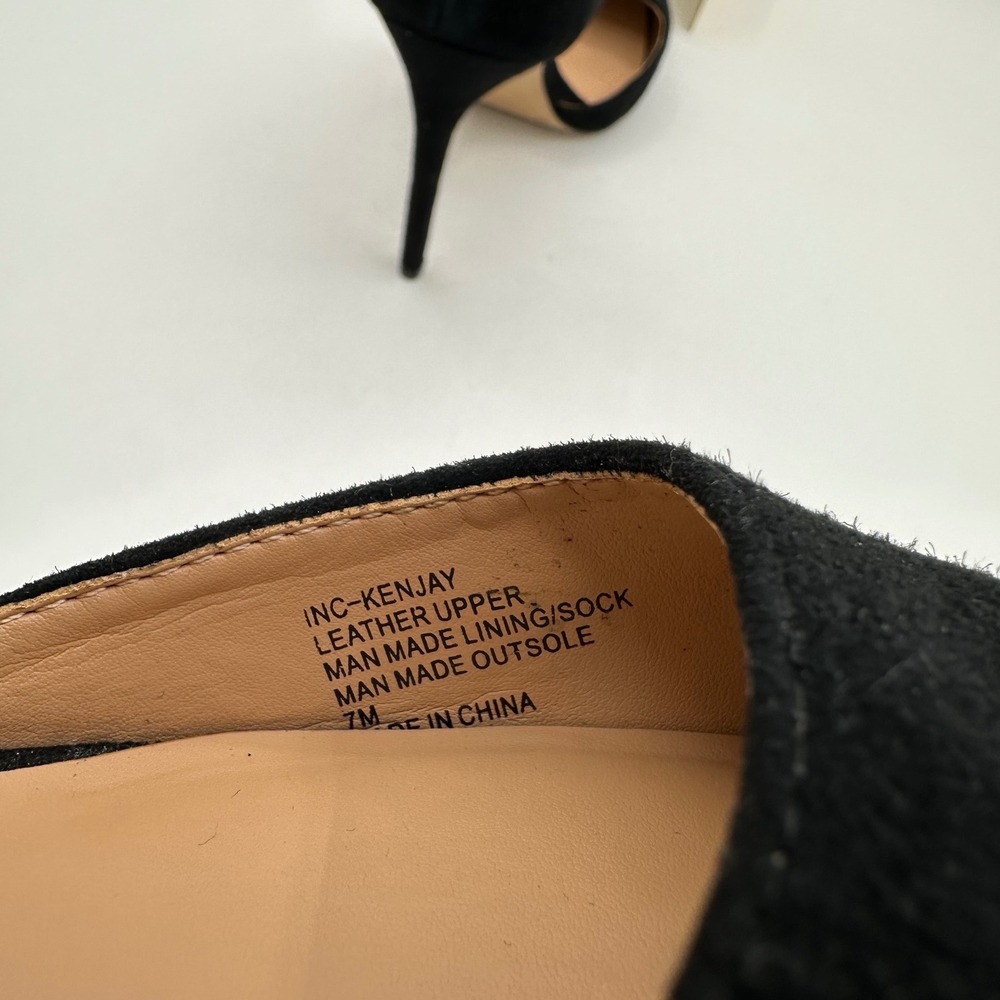 INC-KENJAY
LEATHER UPPER
MAN MADE LINING/SOCK
MAN MADE OUTSOLE
7M
IN CHINA